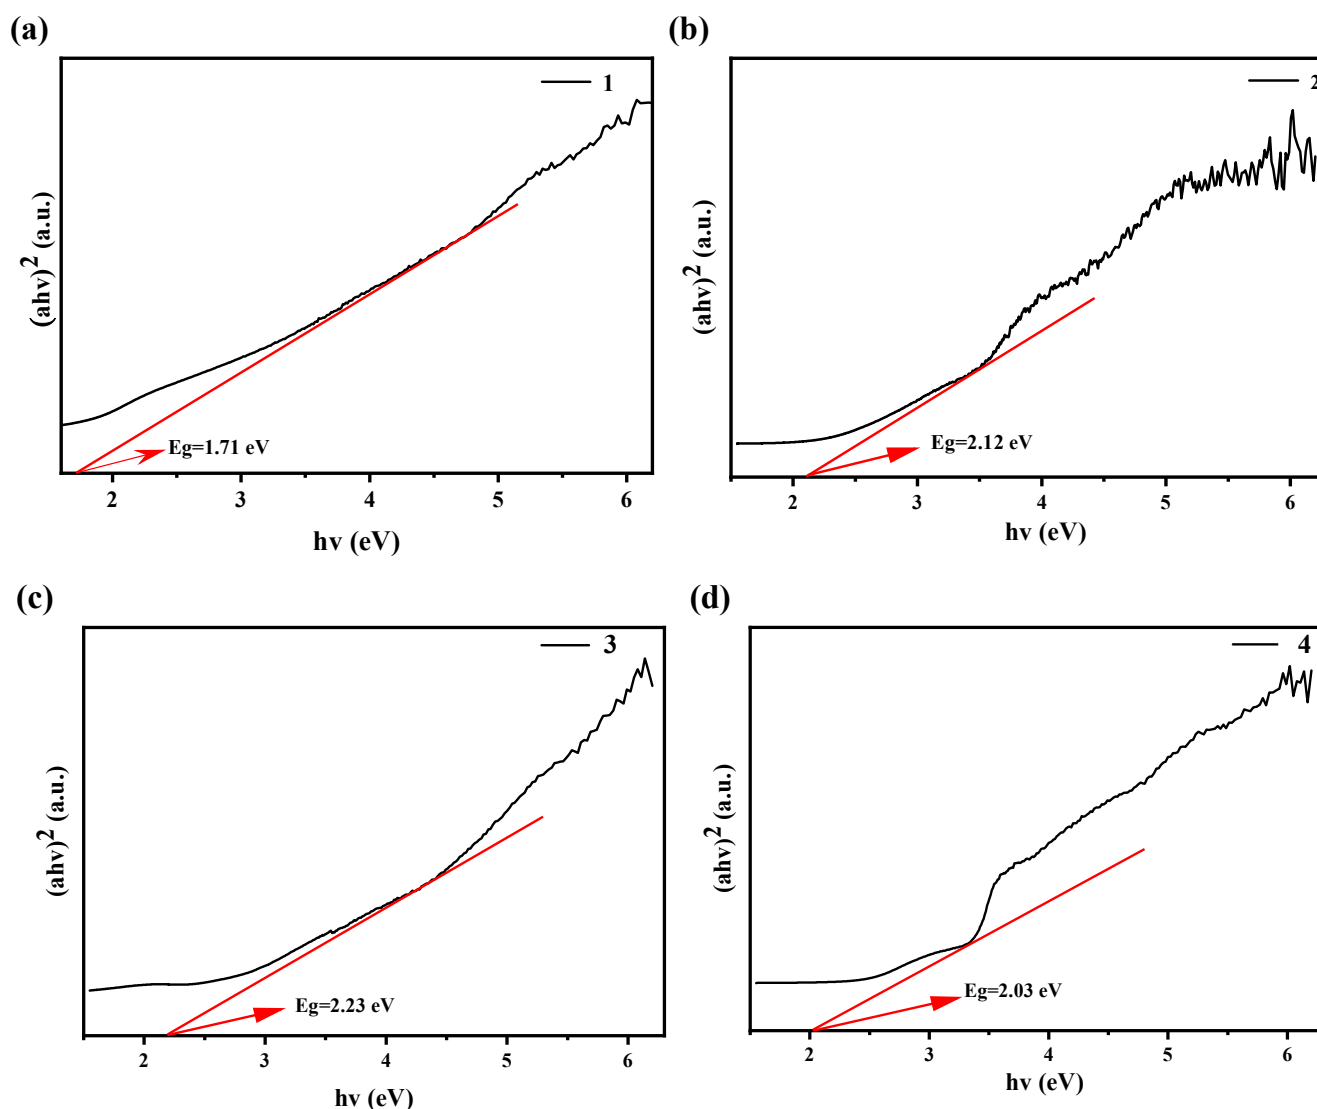 (a)
1
(ahv)2 (a.u.)
Eg=1.71 eV
2 3 4 5 6
hv (eV)
(b)
2
(ahv)2 (a.u.)
Eg=2.12 eV
2 3 4 5 6
hv (eV)
(c)
3
(ahv)2 (a.u.)
Eg=2.23 eV
2 3 4 5 6
hv (eV)
(d)
4
(ahv)2 (a.u.)
Eg=2.03 eV
2 3 4 5 6
hv (eV)